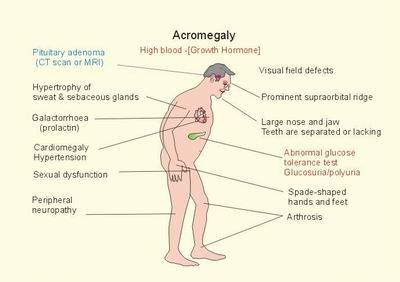 Acromegaly
High blood -[Growth Hormone]
Pituitary adenoma
(CT scan or MRI)
Hypertrophy of
sweat & sebaceous glands
Galactorrhoea
(prolactin)
Cardiomegaly
Hypertension
Sexual dysfunction
Peripheral
neuropathy
Visual field defects
Prominent supraorbital ridge
Large nose and jaw
Teeth are separated or lacking
Abnormal glucose
tolerance test
Glucosuria/polyuria
Spade-shaped
hands and feet
Arthrosis